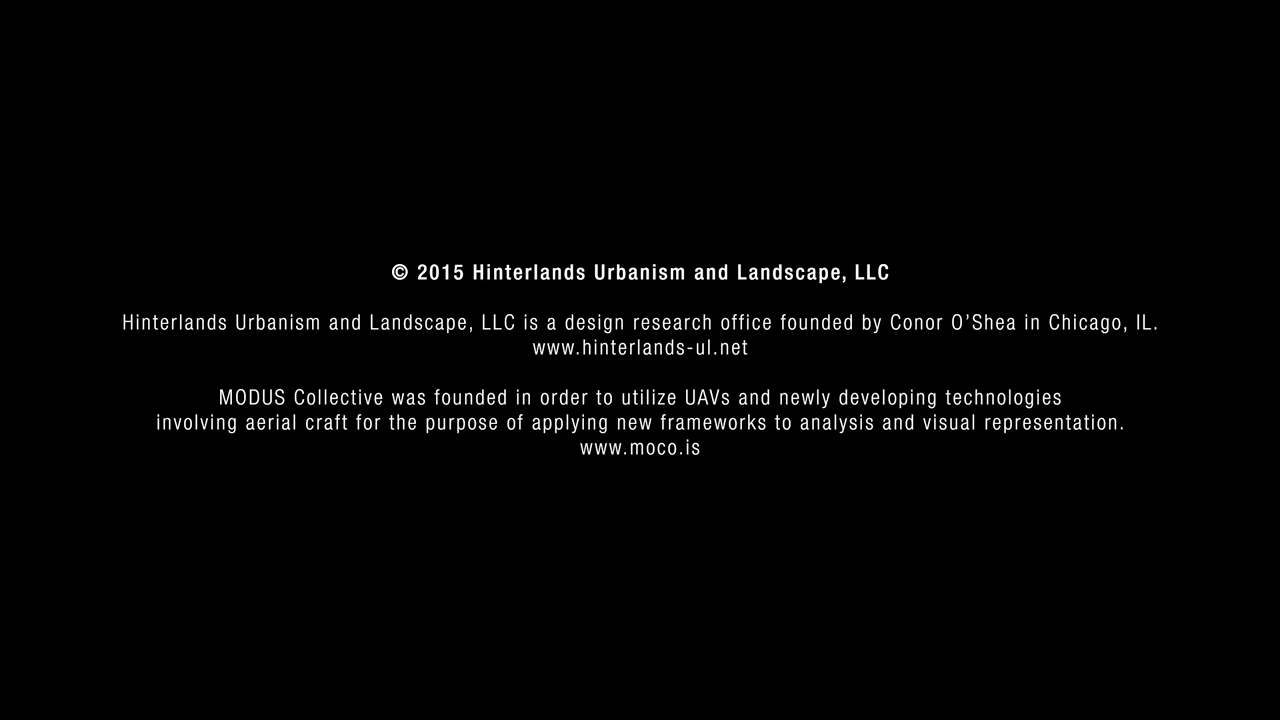 © 2015 Hinterlands Urbanism and Landscape, LLC
Hinterlands Urbanism and Landscape, LLC is a design research office founded by Conor O’Shea in Chicago, IL.
www.hinterlands-ul.net
MODUS Collective was founded in order to utilize UAVs and newly developing technologies
involving aerial craft for the purpose of applying new frameworks to analysis and visual representation.
www.moco.is